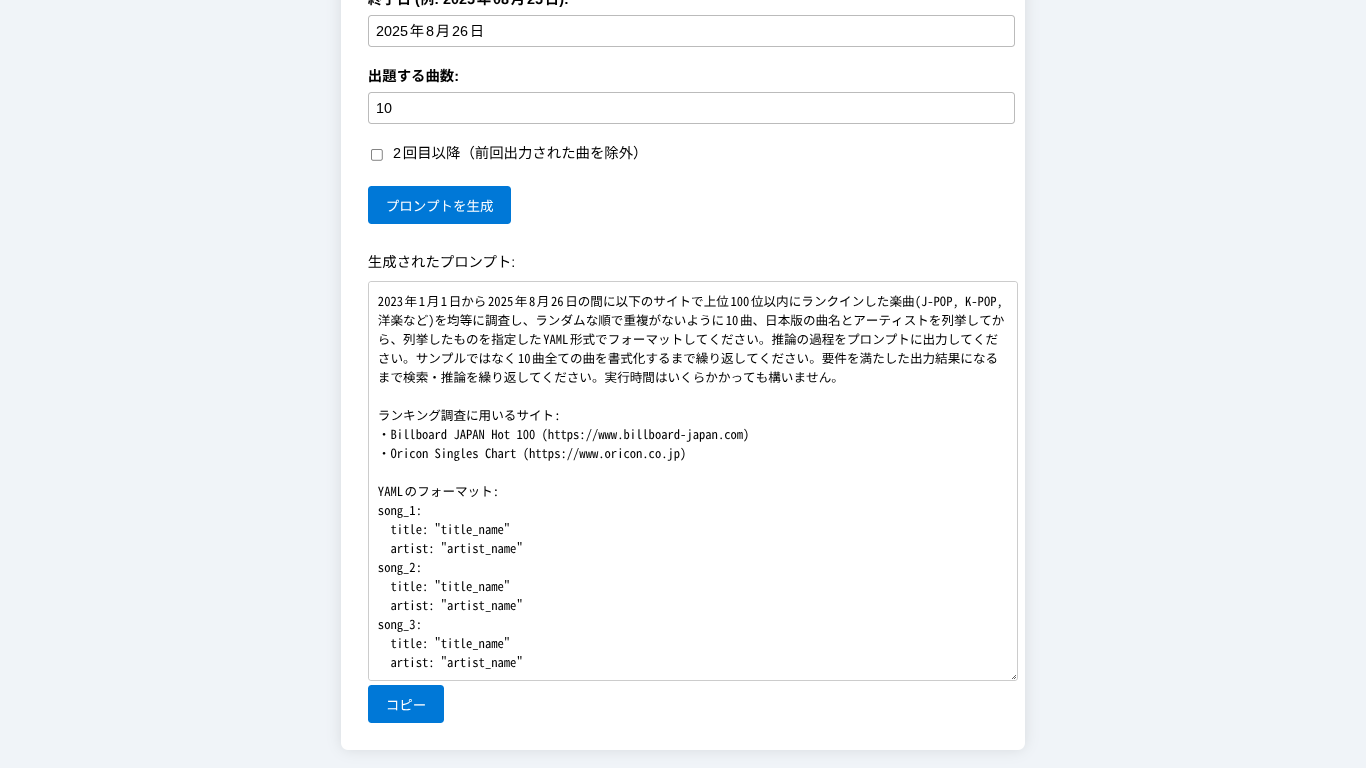 終了日 (例: 2025年08月25日):
2025年8月26日
出題する曲数:
10
2回目以降（前回出力された曲を除外）
プロンプトを生成
生成されたプロンプト:
2023年1月1日から2025年8月26日の間に以下のサイトで上位100位以内にランクインした楽曲(J-POP, K-POP,
洋楽など)を均等に調査し、ランダムな順で重複がないように10曲、日本版の曲名とアーティストを列挙してか
ら、列挙したものを指定したYAML形式でフォーマットしてください。推論の過程をプロンプトに出力してくだ
さい。サンプルではなく10曲全ての曲を書式化するまで繰り返してください。要件を満たした出力結果になる
まで検索・推論を繰り返してください。実行時間はいくらかかっても構いません。
ランキング調査に用いるサイト:
・Billboard JAPAN Hot 100 (https://www.billboard-japan.com)
・Oricon Singles Chart (https://www.oricon.co.jp)
YAMLのフォーマット:
song_1:
title: "title_name"
artist: "artist_name"
song_2:
title: "title_name"
artist: "artist_name"
song_3:
title: "title_name"
artist: "artist_name"
コピー